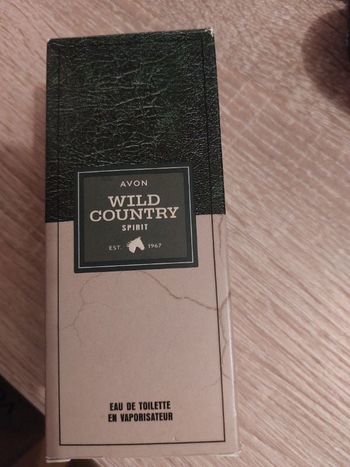 AVON
WILD
COUNTRY
SPIRIT
EST. 1967
EAU DE TOILETTE
EN VAPORISATEUR